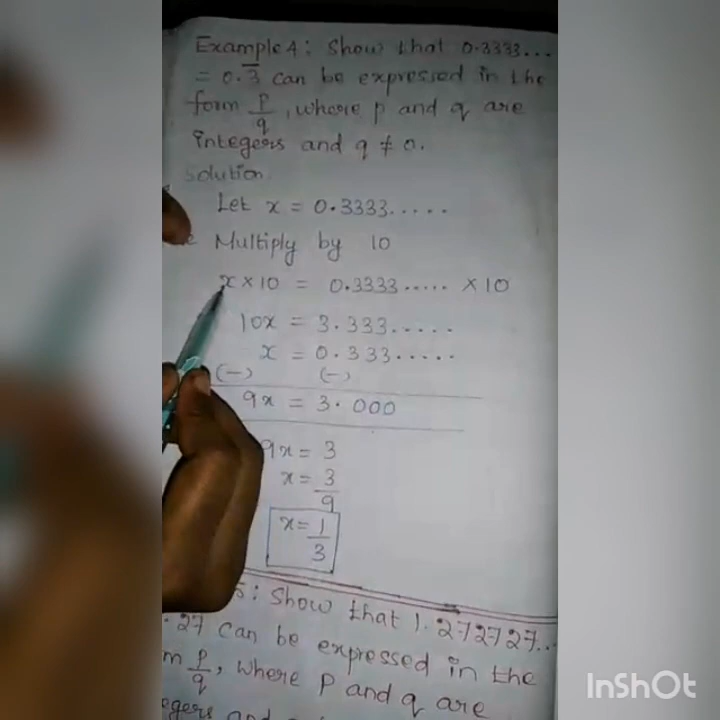 Example 4: Show that 0.3333...
= 0.3̅ can be expressed in the
form p/q, where p and q are
integers and q ≠ 0.
Solution
Let x = 0.3333.....
Multiply by 10
x × 10 = 0.3333..... × 10
10x = 3.333.....
x = 0.333.....
(−) (−)
9x = 3.000
9x = 3
x = 3/9
x = 1/3
: Show that 1.272727..
.27 can be expressed in the
p/q, where p and q are
InShOt